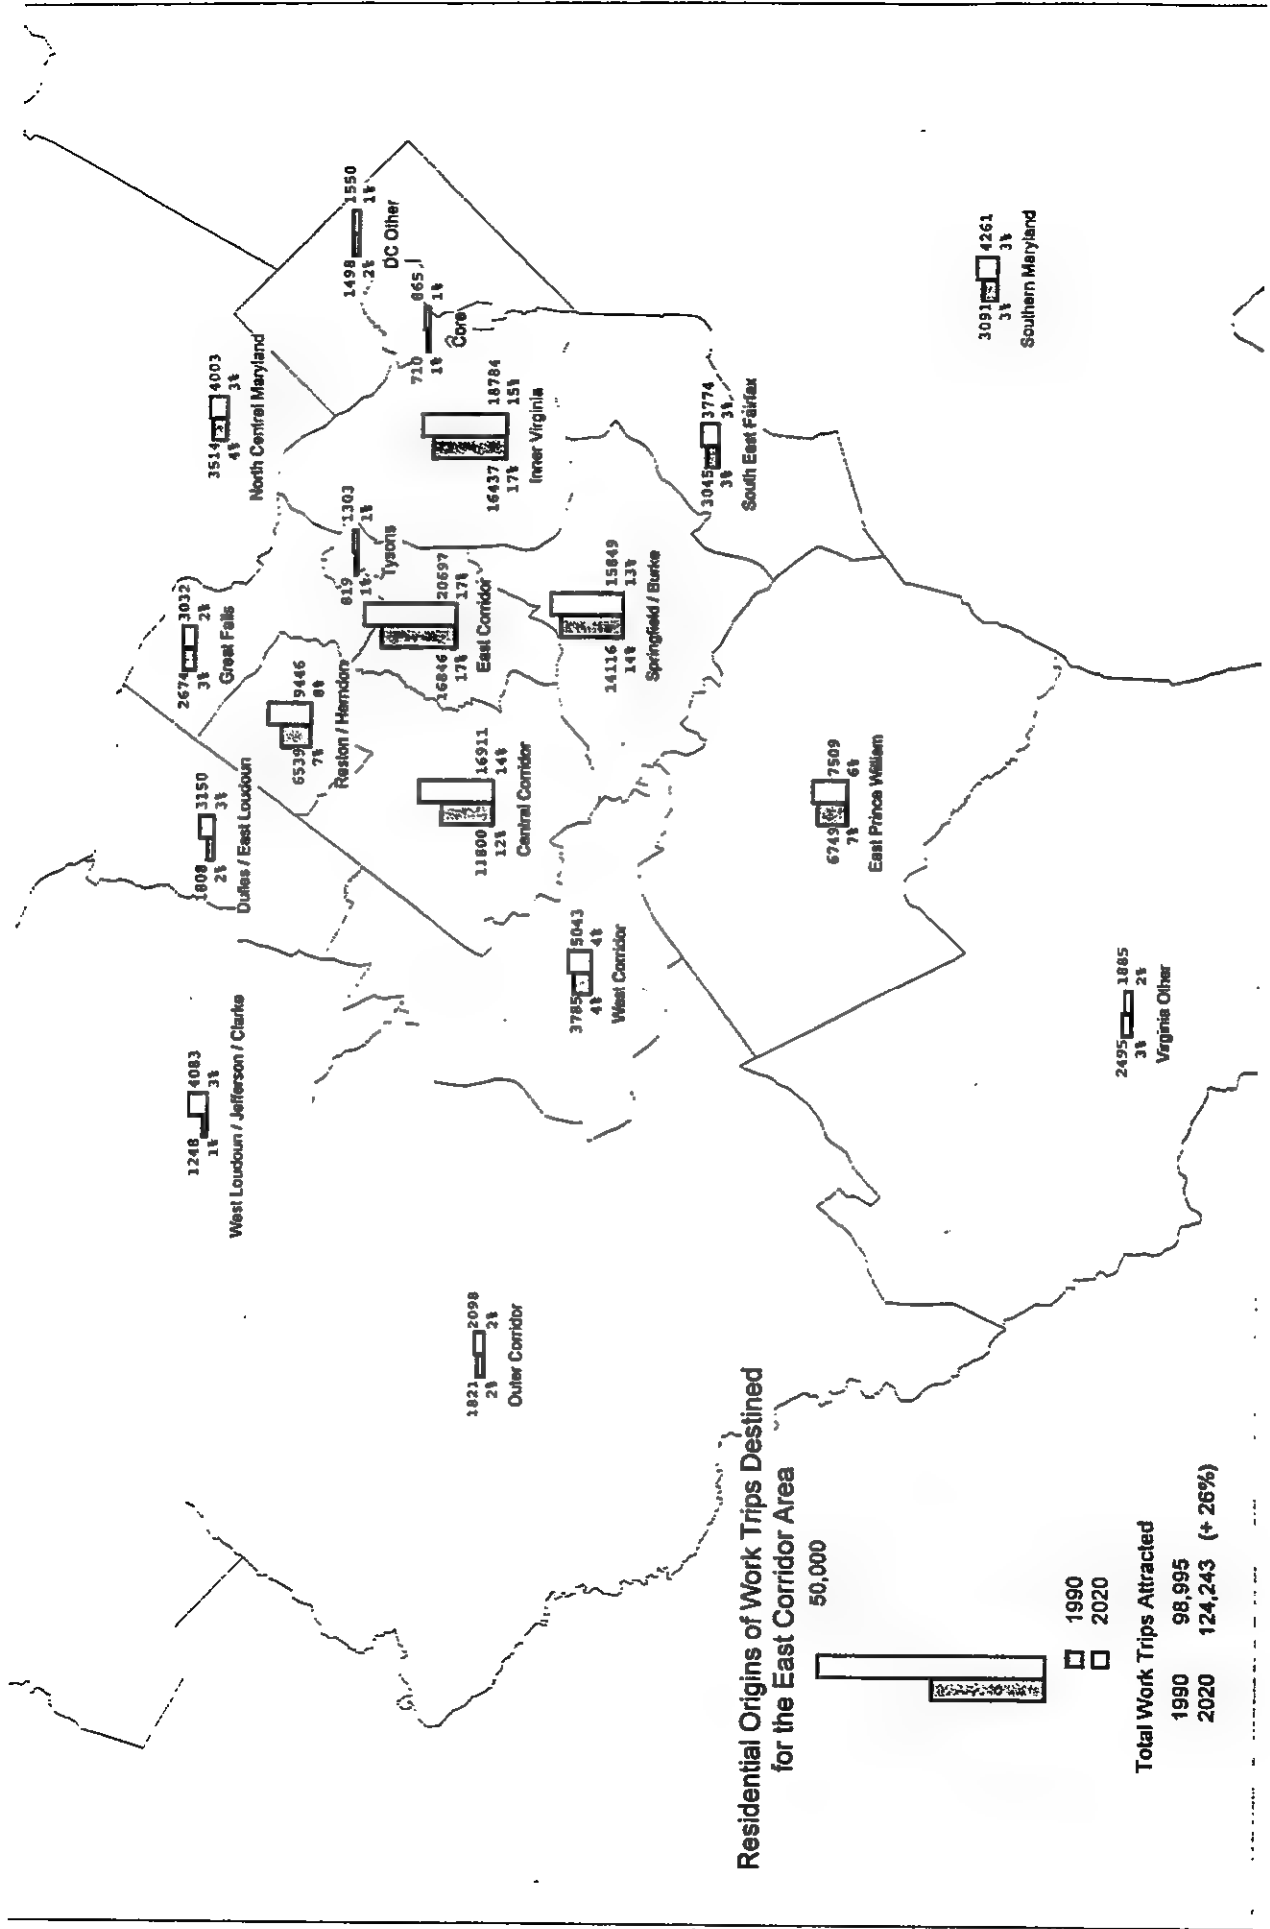 1248 4083
1% 3%
West Loudoun / Jefferson / Clarke
1808 3150
2% 3%
Dulles / East Loudoun
2674 3032
3% 2%
Great Falls
3514 4003
4% 3%
North Central Maryland
6539 9446
7% 8%
Reston / Herndon
819 1303
1% 1%
Tysons
1498 1550
2% 1%
DC Other
710 865
1% 1%
Core
16846 20697
17% 17%
East Corridor
16437 18784
17% 15%
Inner Virginia
11800 16911
12% 14%
Central Corridor
1821 2098
2% 2%
Outer Corridor
3785 5043
4% 4%
West Corridor
14116 15849
14% 13%
Springfield / Burke
3045 3774
3% 3%
South East Fairfax
6749 7509
7% 6%
East Prince William
3091 4261
3% 3%
Southern Maryland
2495 1885
3% 2%
Virginia Other
Residential Origins of Work Trips Destined
for the East Corridor Area
50,000
1990
2020
Total Work Trips Attracted
1990 98,995
2020 124,243 (+ 26%)